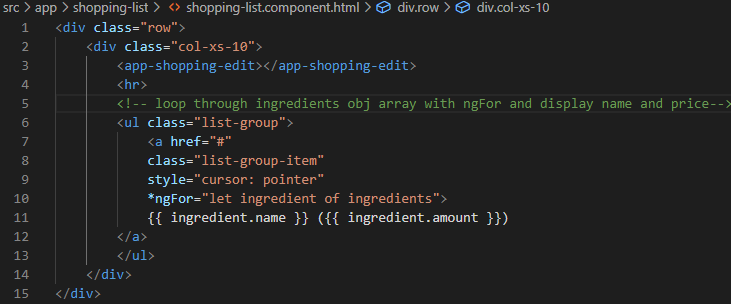 src > app > shopping-list > shopping-list.component.html > div.row > div.col-xs-10
1 <div class="row">
2 <div class="col-xs-10">
3 <app-shopping-edit></app-shopping-edit>
4 <hr>
5 <!-- loop through ingredients obj array with ngFor and display name and price-->
6 <ul class="list-group">
7 <a href="#"
8 class="list-group-item"
9 style="cursor: pointer"
10 *ngFor="let ingredient of ingredients">
11 {{ ingredient.name }} ({{ ingredient.amount }})
12 </a>
13 </ul>
14 </div>
15 </div>